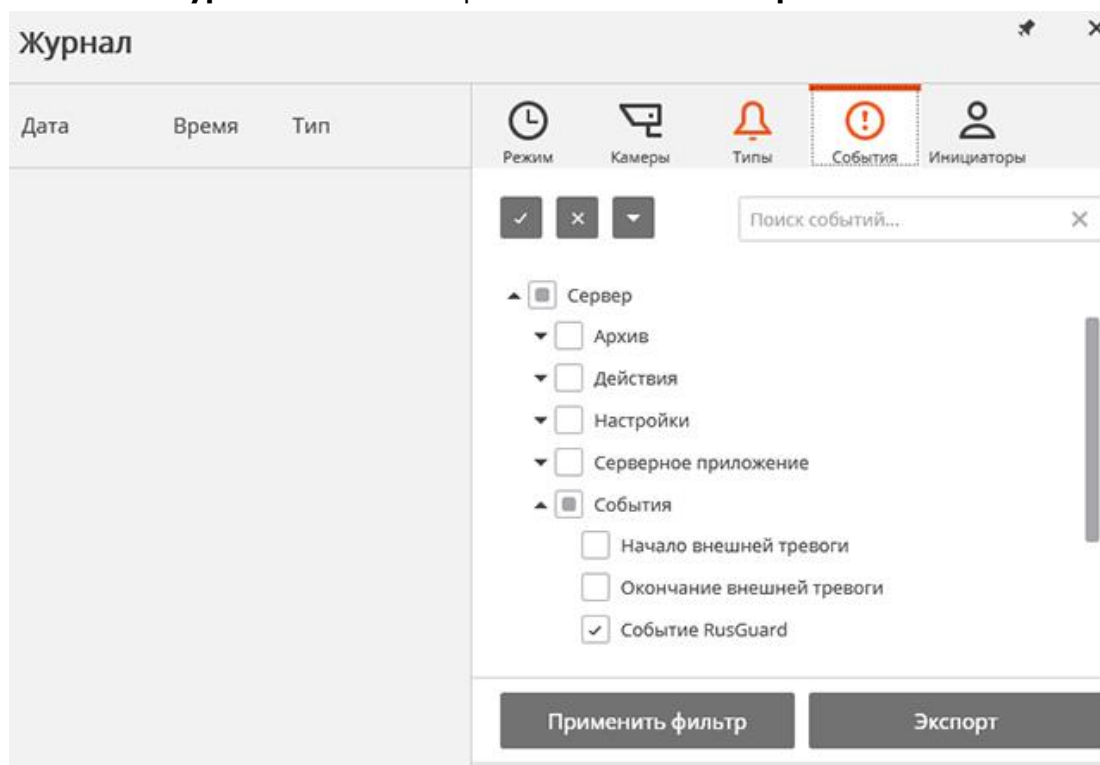 Журнал
Дата Время Тип
Режим Камеры Типы События Инициаторы
Поиск событий...
Сервер
Архив
Действия
Настройки
Серверное приложение
События
Начало внешней тревоги
Окончание внешней тревоги
Событие RusGuard
Применить фильтр Экспорт